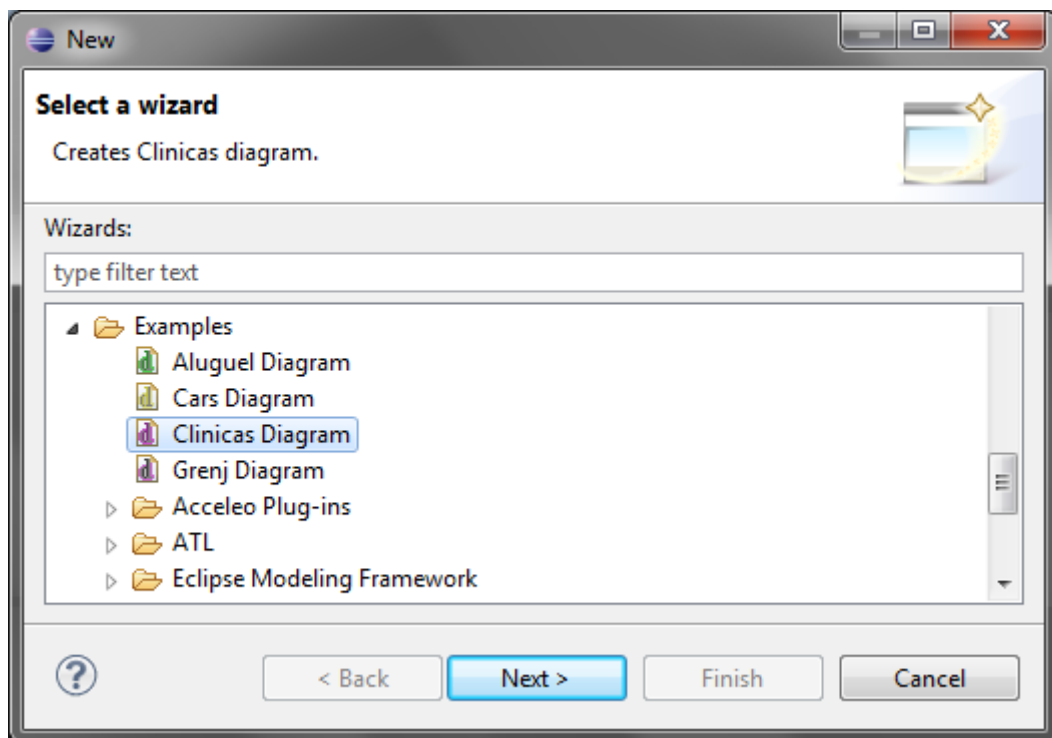 New
Select a wizard
Creates Clinicas diagram.
Wizards:
type filter text
Examples
Aluguel Diagram
Cars Diagram
Clinicas Diagram
Grenj Diagram
Acceleo Plug-ins
ATL
Eclipse Modeling Framework
? < Back Next > Finish Cancel